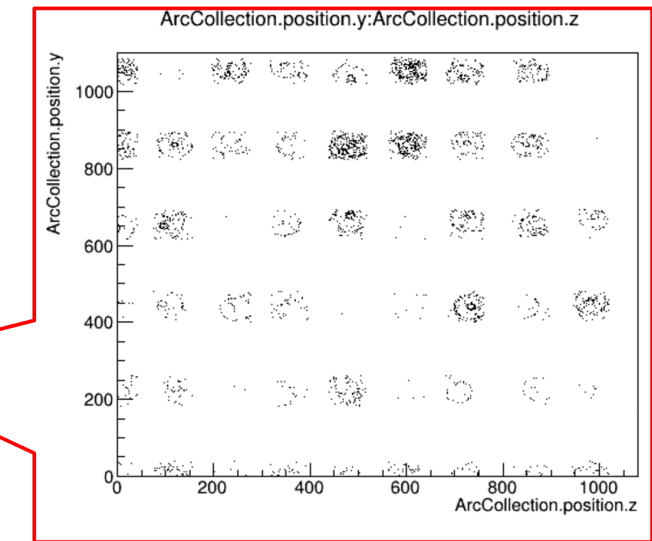 ArcCollection.position.y:ArcCollection.position.z
ArcCollection.position.y
1000
800
600
400
200
0
0 200 400 600 800 1000
ArcCollection.position.z